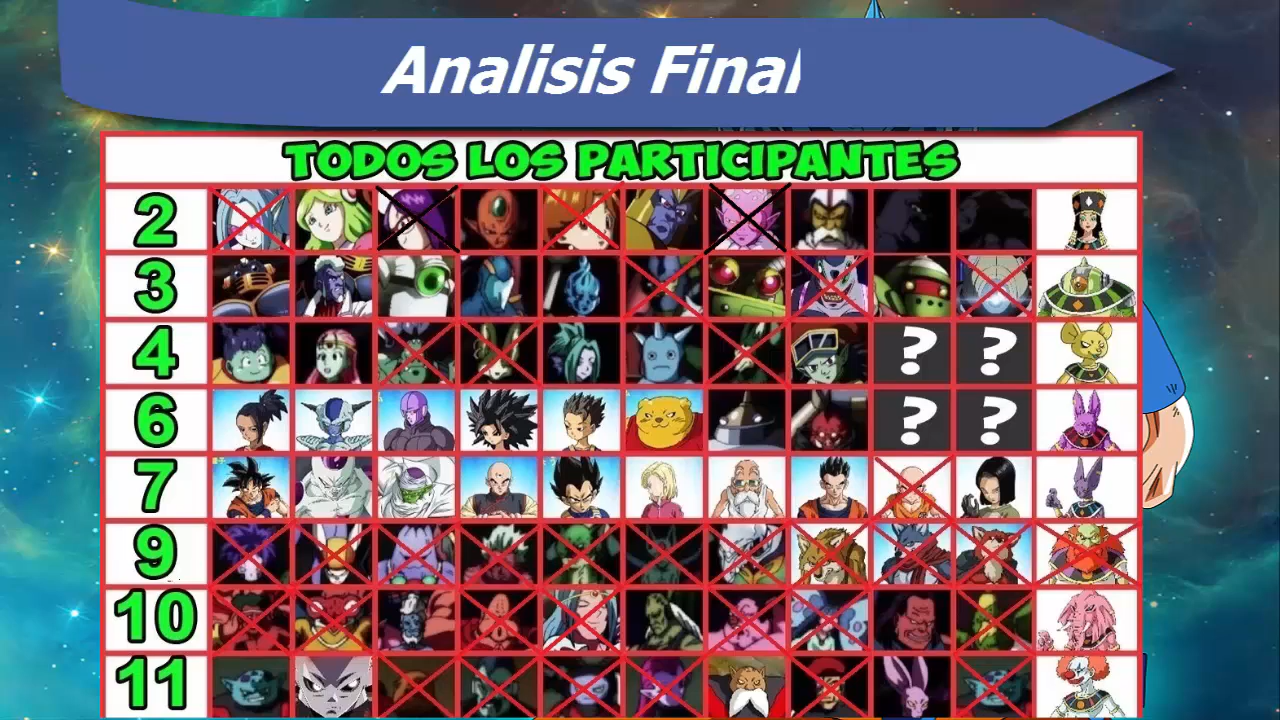 Analisis Final
TODOS LOS PARTICIPANTES
2
3
4 ? ?
6 ? ?
7
9
10
11